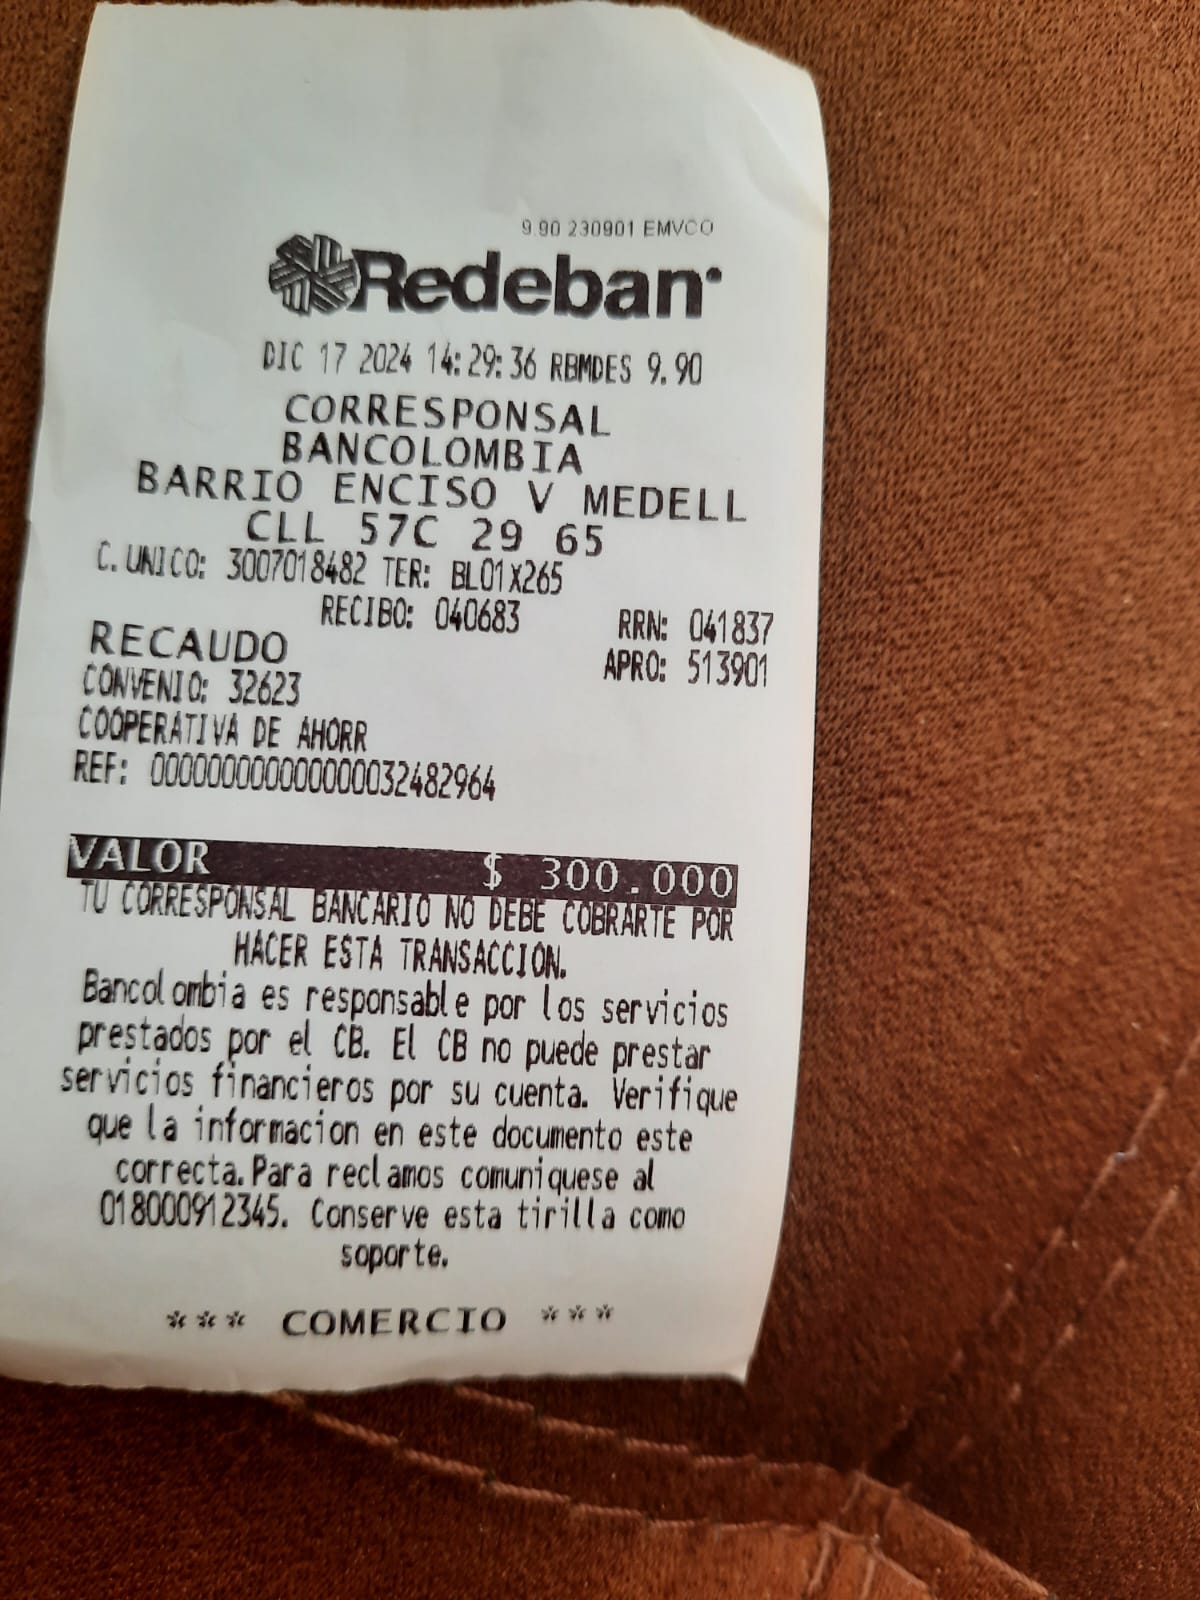 9.90 230901 EMVCO
Redeban
DIC 17 2024 14:29:36 RBMDES 9.90
CORRESPONSAL
BANCOLOMBIA
BARRIO ENCISO V MEDELL
CLL 57C 29 65
C. UNICO: 3007018482 TER: BL01X265
RECIBO: 040683 RRN: 041837
RECAUDO APRO: 513901
CONVENIO: 32623
COOPERATIVA DE AHORR
REF: 000000000000000032482964
VALOR $ 300.000
TU CORRESPONSAL BANCARIO NO DEBE COBRARTE POR
HACER ESTA TRANSACCION.
Bancolombia es responsable por los servicios
prestados por el CB. El CB no puede prestar
servicios financieros por su cuenta. Verifique
que la informacion en este documento este
correcta. Para reclamos comuniquese al
018000912345. Conserve esta tirilla como
soporte.
*** COMERCIO ***